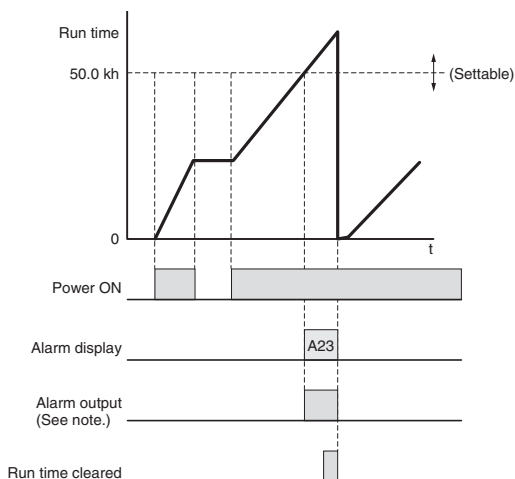 Run time
50.0 kh
(Settable)
0
t
Power ON
Alarm display
A23
Alarm output
(See note.)
Run time cleared